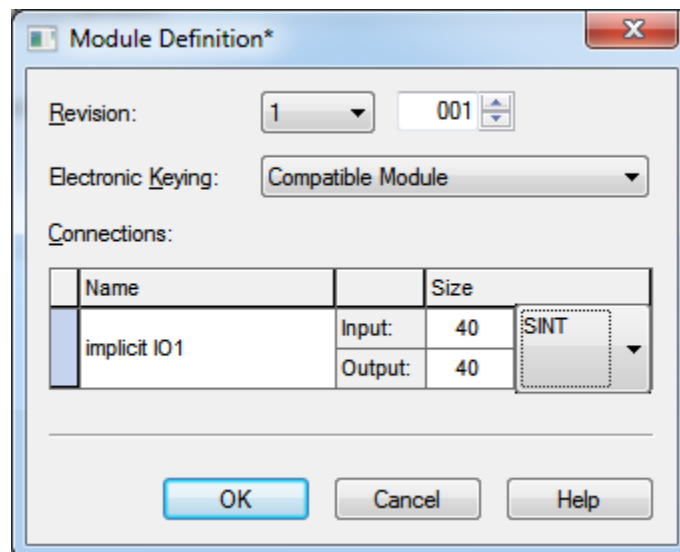 Module Definition*
Revision: 1 001
Electronic Keying: Compatible Module
Connections:
Name Size
implicit IO1 Input: 40 SINT
Output: 40
OK Cancel Help